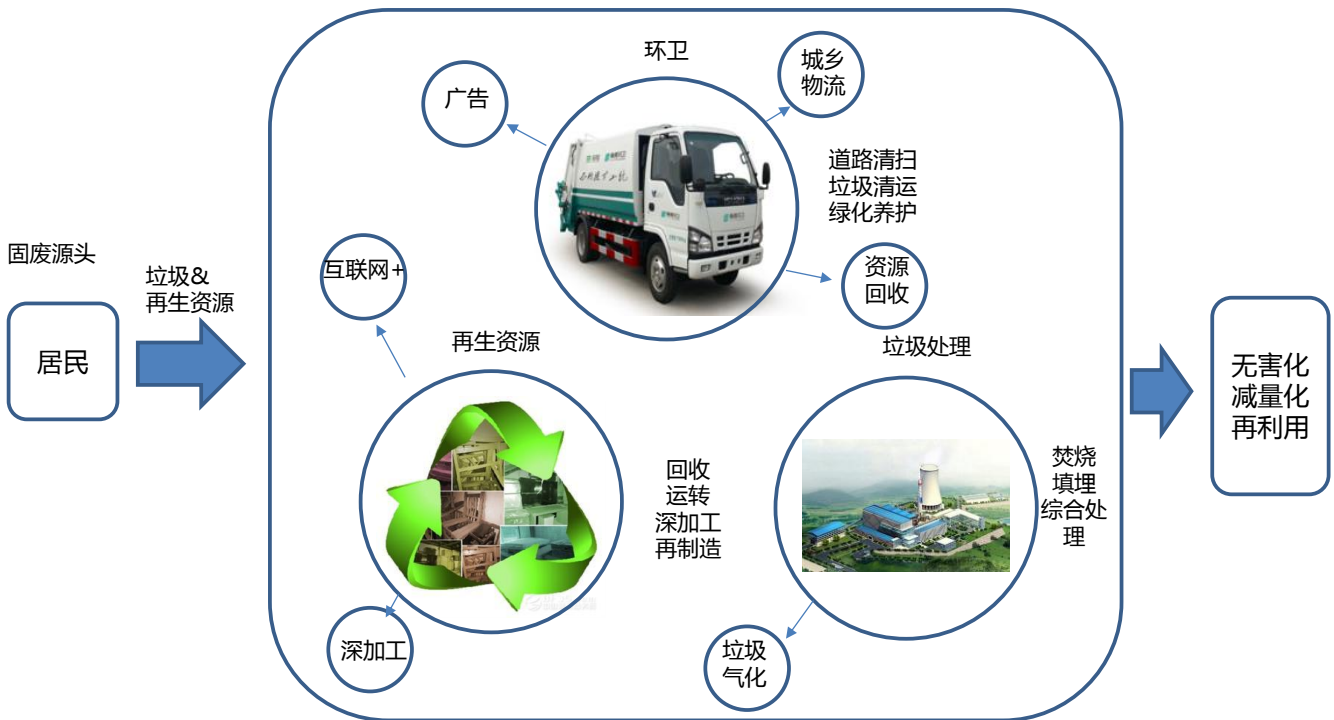 环卫
城乡
物流
广告
道路清扫
垃圾清运
绿化养护
固废源头
互联网+
资源
回收
垃圾&
再生资源
再生资源
垃圾处理
居民
无害化
减量化
再利用
回收
运转
深加工
再制造
焚烧
填埋
综合处
理
深加工
垃圾
气化